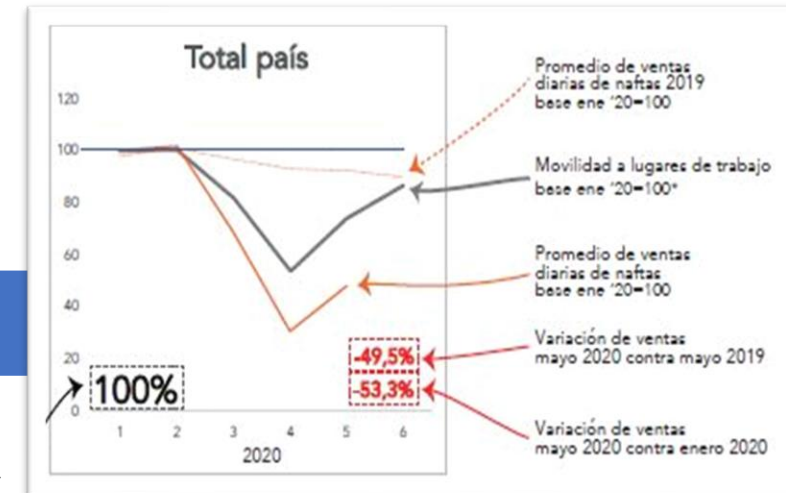 Total país
120
100
80
60
40
20
0
100%
-49,5%
-53,3%
1 2 3 4 5 6
2020
Promedio de ventas
diarias de naftas 2019
base ene '20=100
Movilidad a lugares de trabajo
base ene '20=100*
Promedio de ventas
diarias de naftas
base ene '20=100
Variación de ventas
mayo 2020 contra mayo 2019
Variación de ventas
mayo 2020 contra enero 2020